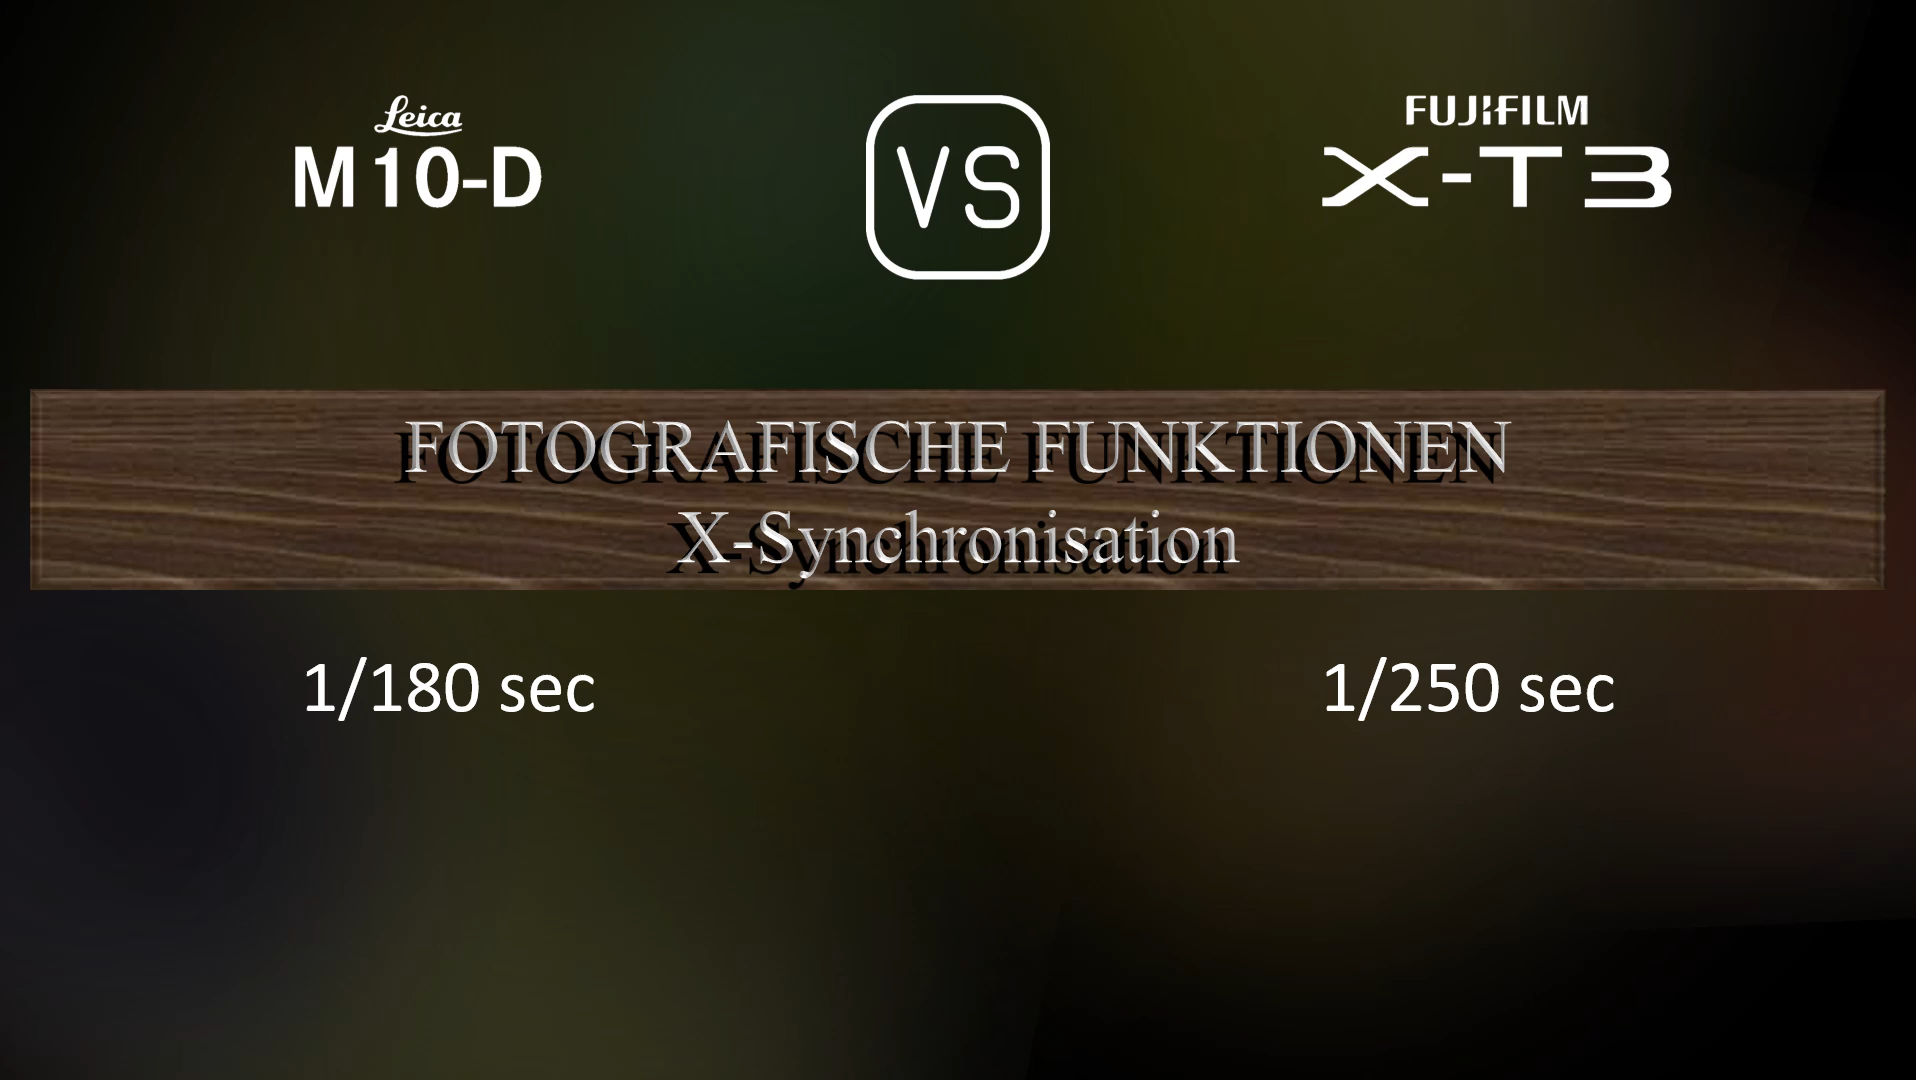 Leica
M10-D
VS
FUJIFILM
X-T3
FOTOGRAFISCHE FUNKTIONEN
X-Synchronisation
1/180 sec
1/250 sec